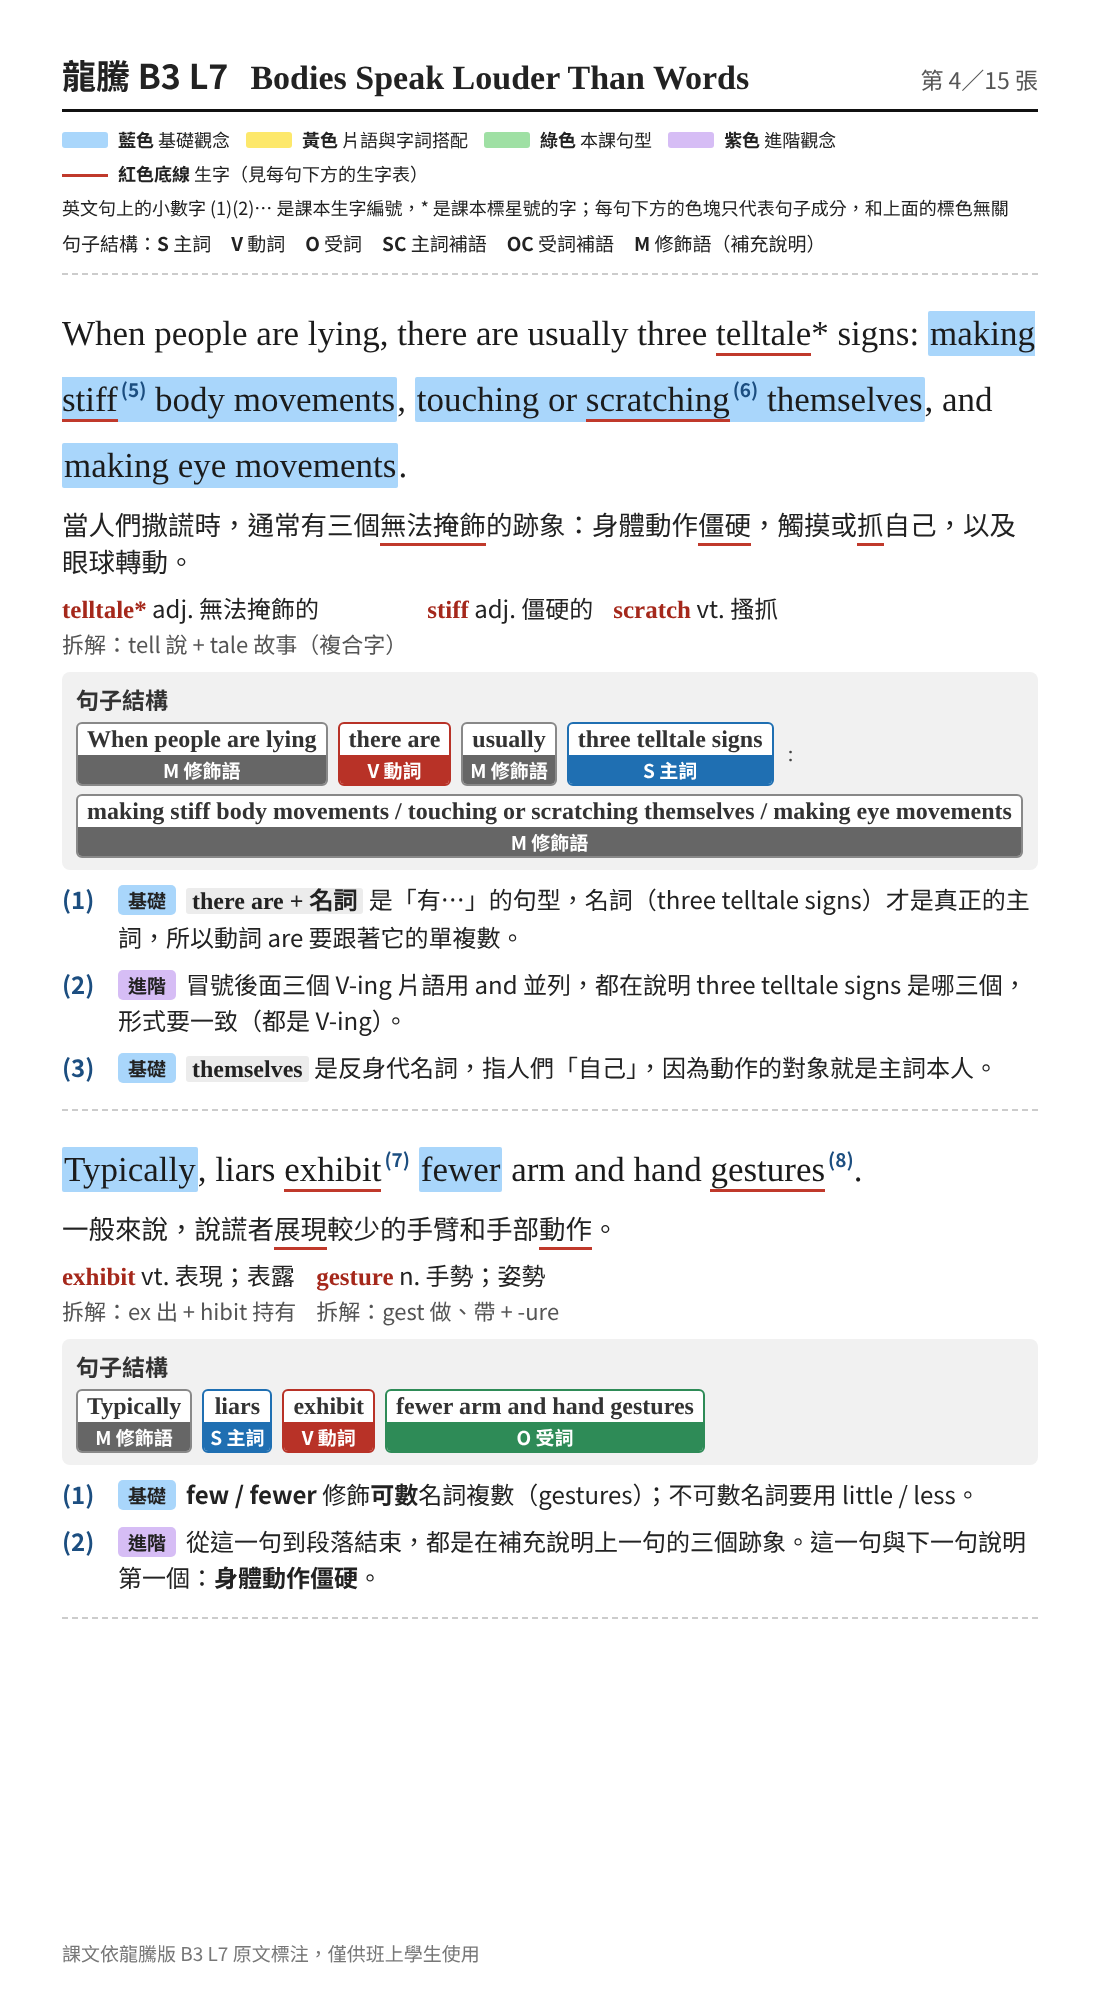 龍騰 B3 L7 Bodies Speak Louder Than Words 第 4／15 張
藍色 基礎觀念 黃色 片語與字詞搭配 綠色 本課句型 紫色 進階觀念
紅色底線 生字（見每句下方的生字表）
英文句上的小數字 (1)(2)… 是課本生字編號，* 是課本標星號的字；每句下方的色塊只代表句子成分，和上面的標色無關
句子結構：S 主詞 V 動詞 O 受詞 SC 主詞補語 OC 受詞補語 M 修飾語（補充說明）
When people are lying, there are usually three telltale* signs: making
stiff(5) body movements, touching or scratching(6) themselves, and
making eye movements.
當人們撒謊時，通常有三個無法掩飾的跡象：身體動作僵硬，觸摸或抓自己，以及
眼球轉動。
telltale* adj. 無法掩飾的 stiff adj. 僵硬的 scratch vt. 搔抓
拆解：tell 說 + tale 故事（複合字）
句子結構
When people are lying there are usually three telltale signs :
M 修飾語 V 動詞 M 修飾語 S 主詞
making stiff body movements / touching or scratching themselves / making eye movements
M 修飾語
(1) 基礎 there are + 名詞 是「有…」的句型，名詞（three telltale signs）才是真正的主
詞，所以動詞 are 要跟著它的單複數。
(2) 進階 冒號後面三個 V-ing 片語用 and 並列，都在說明 three telltale signs 是哪三個，
形式要一致（都是 V-ing）。
(3) 基礎 themselves 是反身代名詞，指人們「自己」，因為動作的對象就是主詞本人。
Typically, liars exhibit(7) fewer arm and hand gestures(8).
一般來說，說謊者展現較少的手臂和手部動作。
exhibit vt. 表現；表露 gesture n. 手勢；姿勢
拆解：ex 出 + hibit 持有 拆解：gest 做、帶 + -ure
句子結構
Typically liars exhibit fewer arm and hand gestures
M 修飾語 S 主詞 V 動詞 O 受詞
(1) 基礎 few / fewer 修飾可數名詞複數（gestures）；不可數名詞要用 little / less。
(2) 進階 從這一句到段落結束，都是在補充說明上一句的三個跡象。這一句與下一句說明
第一個：身體動作僵硬。
課文依龍騰版 B3 L7 原文標注，僅供班上學生使用